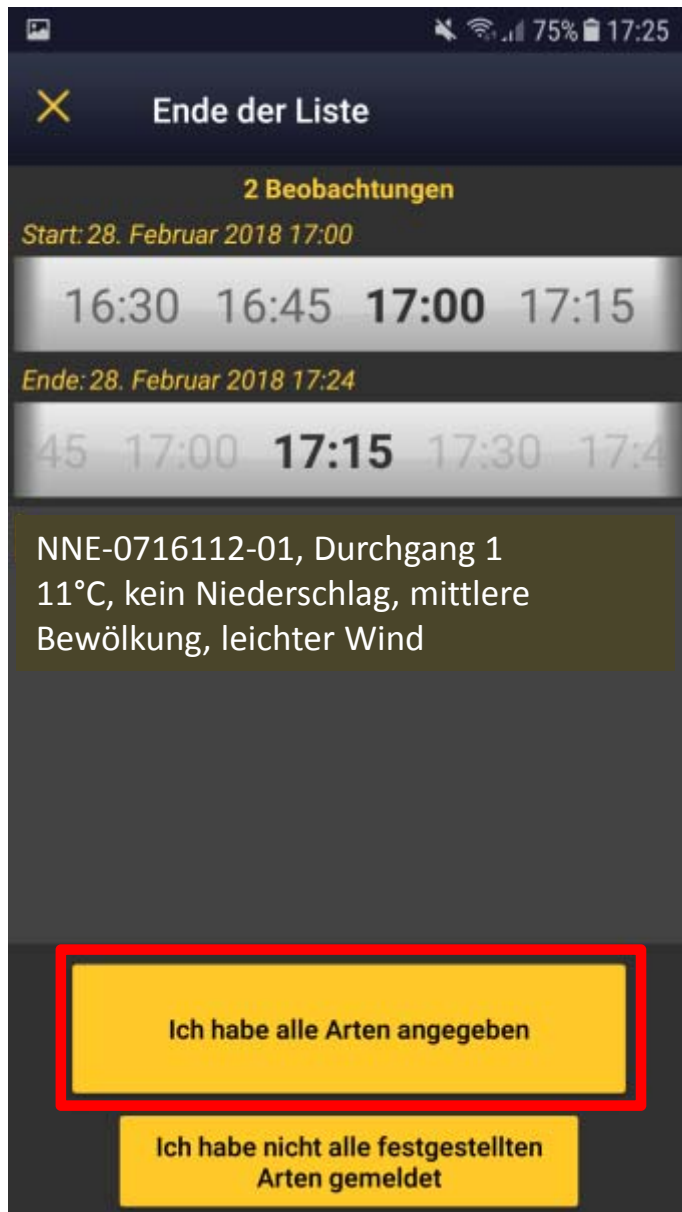 75% 17:25
Ende der Liste
2 Beobachtungen
Start: 28. Februar 2018 17:00
16:30 16:45 17:00 17:15
Ende: 28. Februar 2018 17:24
45 17:00 17:15 17:30 17:4
NNE-0716112-01, Durchgang 1
11°C, kein Niederschlag, mittlere
Bewölkung, leichter Wind
Ich habe alle Arten angegeben
Ich habe nicht alle festgestellten
Arten gemeldet